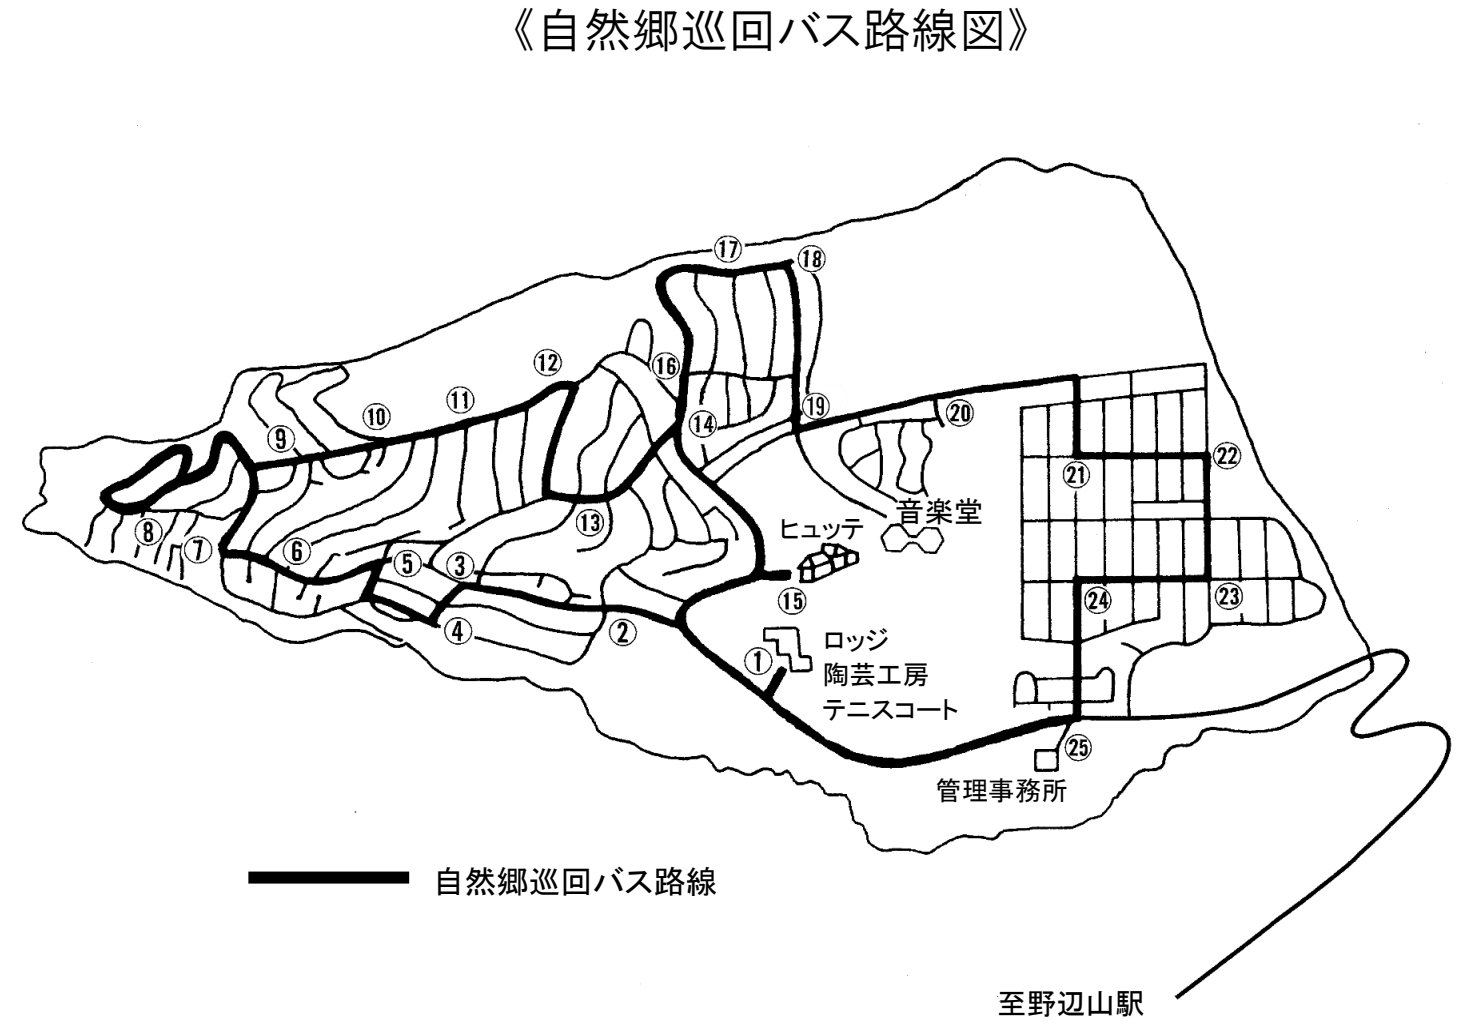 《自然郷巡回バス路線図》
⑰
⑱
⑫
⑯
⑪
⑲
⑳
⑩
⑭
⑨
㉒
㉑
⑧
⑦
⑬
音楽堂
ヒュッテ
⑥
⑤
③
⑮
㉔
㉓
④
②
①
ロッジ
陶芸工房
テニスコート
㉕
管理事務所
自然郷巡回バス路線
至野辺山駅